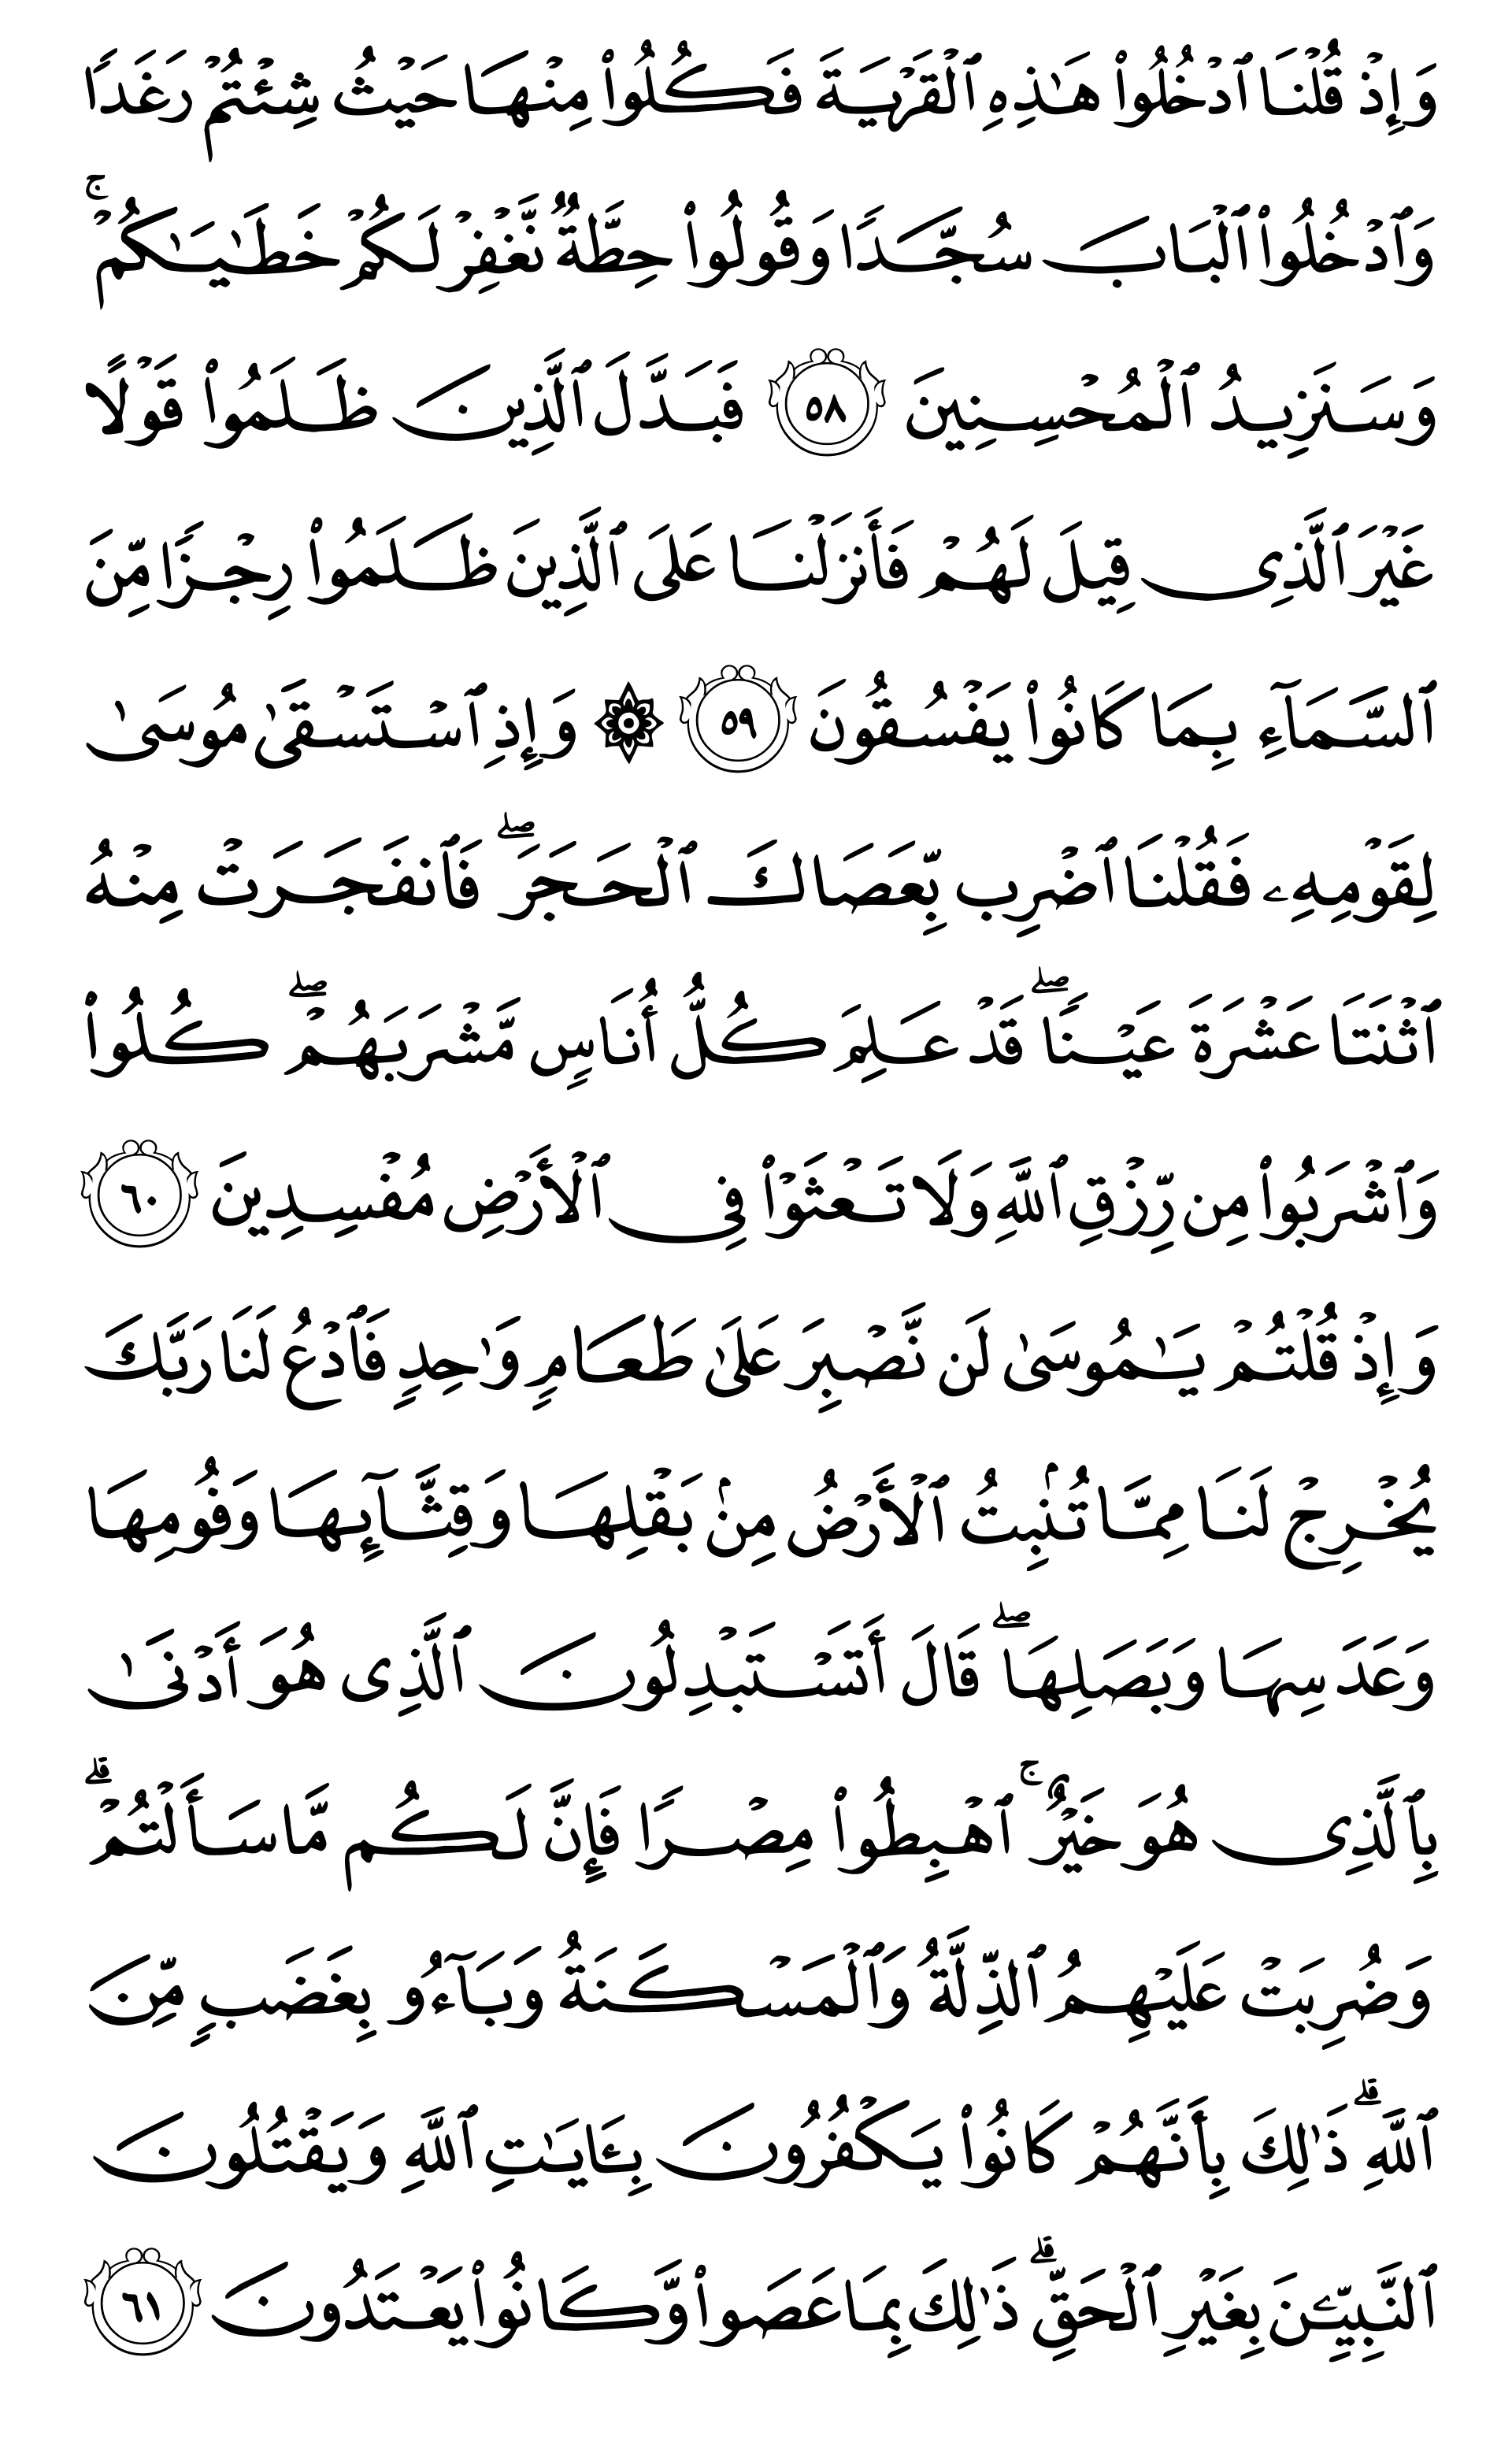 وَإِذۡ قُلۡنَا ٱدۡخُلُواْ هَٰذِهِ ٱلۡقَرۡيَةَ فَكُلُواْ مِنۡهَا حَيۡثُ شِئۡتُمۡ رَغَدٗا
وَٱدۡخُلُواْ ٱلۡبَابَ سُجَّدٗا وَقُولُواْ حِطَّةٞ نَّغۡفِرۡ لَكُمۡ خَطَٰيَٰكُمۡۚ
وَسَنَزِيدُ ٱلۡمُحۡسِنِينَ ٥٨ فَبَدَّلَ ٱلَّذِينَ ظَلَمُواْ قَوۡلًا
غَيۡرَ ٱلَّذِي قِيلَ لَهُمۡ فَأَنزَلۡنَا عَلَى ٱلَّذِينَ ظَلَمُواْ رِجۡزٗا مِّنَ
ٱلسَّمَآءِ بِمَا كَانُواْ يَفۡسُقُونَ ٥٩ ۞ وَإِذِ ٱسۡتَسۡقَىٰ مُوسَىٰ
لِقَوۡمِهِۦ فَقُلۡنَا ٱضۡرِب بِّعَصَاكَ ٱلۡحَجَرَۖ فَٱنفَجَرَتۡ مِنۡهُ
ٱثۡنَتَا عَشۡرَةَ عَيۡنٗاۖ قَدۡ عَلِمَ كُلُّ أُنَاسٖ مَّشۡرَبَهُمۡۖ كُلُواْ
وَٱشۡرَبُواْ مِن رِّزۡقِ ٱللَّهِ وَلَا تَعۡثَوۡاْ فِي ٱلۡأَرۡضِ مُفۡسِدِينَ ٦٠
وَإِذۡ قُلۡتُمۡ يَٰمُوسَىٰ لَن نَّصۡبِرَ عَلَىٰ طَعَامٖ وَٰحِدٖ فَٱدۡعُ لَنَا رَبَّكَ
يُخۡرِجۡ لَنَا مِمَّا تُنۢبِتُ ٱلۡأَرۡضُ مِنۢ بَقۡلِهَا وَقِثَّآئِهَا وَفُومِهَا
وَعَدَسِهَا وَبَصَلِهَاۖ قَالَ أَتَسۡتَبۡدِلُونَ ٱلَّذِي هُوَ أَدۡنَىٰ
بِٱلَّذِي هُوَ خَيۡرٌۚ ٱهۡبِطُواْ مِصۡرٗا فَإِنَّ لَكُم مَّا سَأَلۡتُمۡۗ
وَضُرِبَتۡ عَلَيۡهِمُ ٱلذِّلَّةُ وَٱلۡمَسۡكَنَةُ وَبَآءُو بِغَضَبٖ مِّنَ
ٱللَّهِۗ ذَٰلِكَ بِأَنَّهُمۡ كَانُواْ يَكۡفُرُونَ بِـَٔايَٰتِ ٱللَّهِ وَيَقۡتُلُونَ
ٱلنَّبِيِّـۧنَ بِغَيۡرِ ٱلۡحَقِّۗ ذَٰلِكَ بِمَا عَصَواْ وَّكَانُواْ يَعۡتَدُونَ ٦١